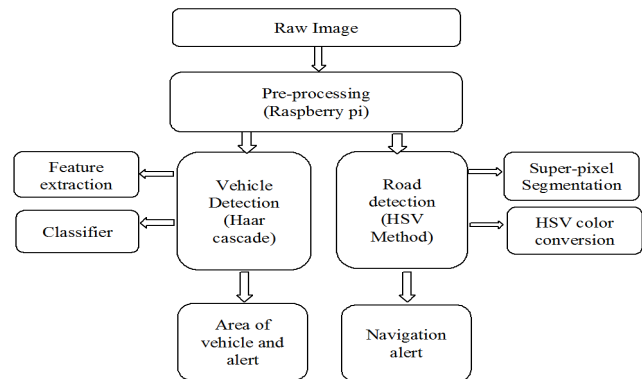 Raw Image
Pre-processing
(Raspberry pi)
Feature
extraction
Classifier
Vehicle
Detection
(Haar
cascade)
Road
detection
(HSV
Method)
Super-pixel
Segmentation
HSV color
conversion
Area of
vehicle and
alert
Navigation
alert